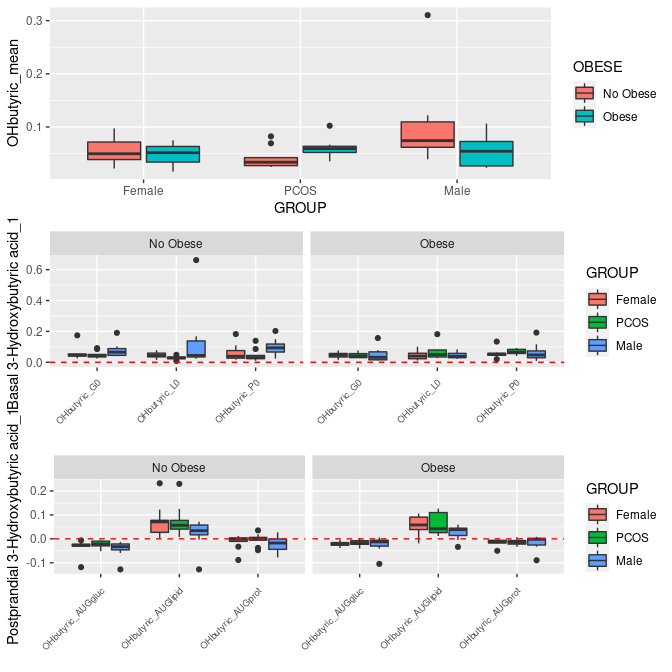 OHbutyric_mean
0.3
0.2
0.1
Female PCOS Male
GROUP
OBESE
No Obese
Obese
Basal 3-Hydroxybutyric acid_1
No Obese Obese
0.6
0.4
0.2
0.0
OHbutyric_G0 OHbutyric_L0 OHbutyric_P0 OHbutyric_G0 OHbutyric_L0 OHbutyric_P0
GROUP
Female
PCOS
Male
Postprandial 3-Hydroxybutyric acid_1
No Obese Obese
0.2
0.1
0.0
-0.1
OHbutyric_AUGgluc OHbutyric_AUGlipid OHbutyric_AUGprot OHbutyric_AUGgluc OHbutyric_AUGlipid OHbutyric_AUGprot
GROUP
Female
PCOS
Male